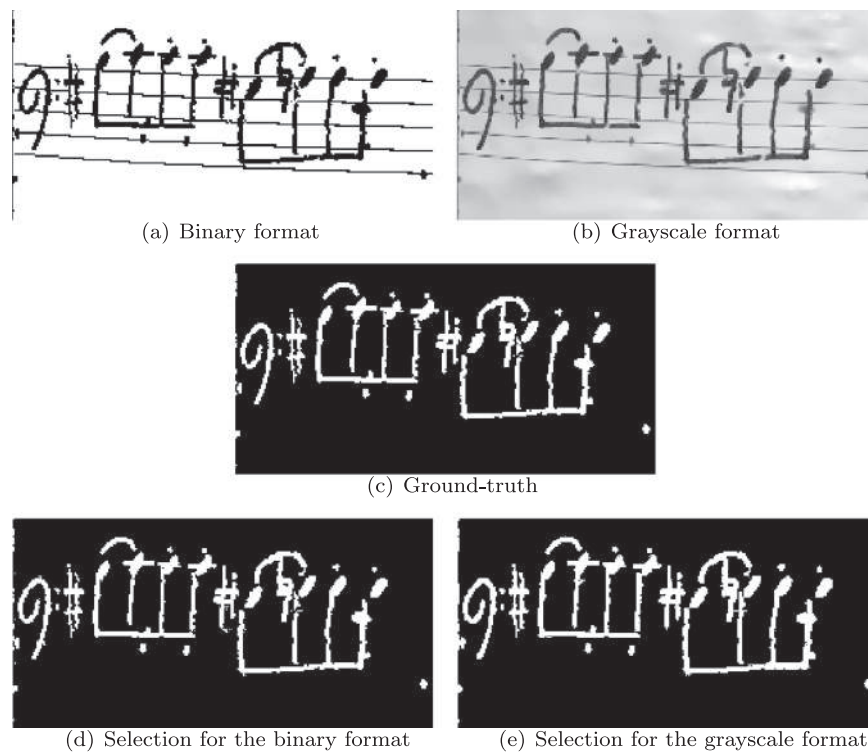 (a) Binary format
(b) Grayscale format
(c) Ground-truth
(d) Selection for the binary format
(e) Selection for the grayscale format